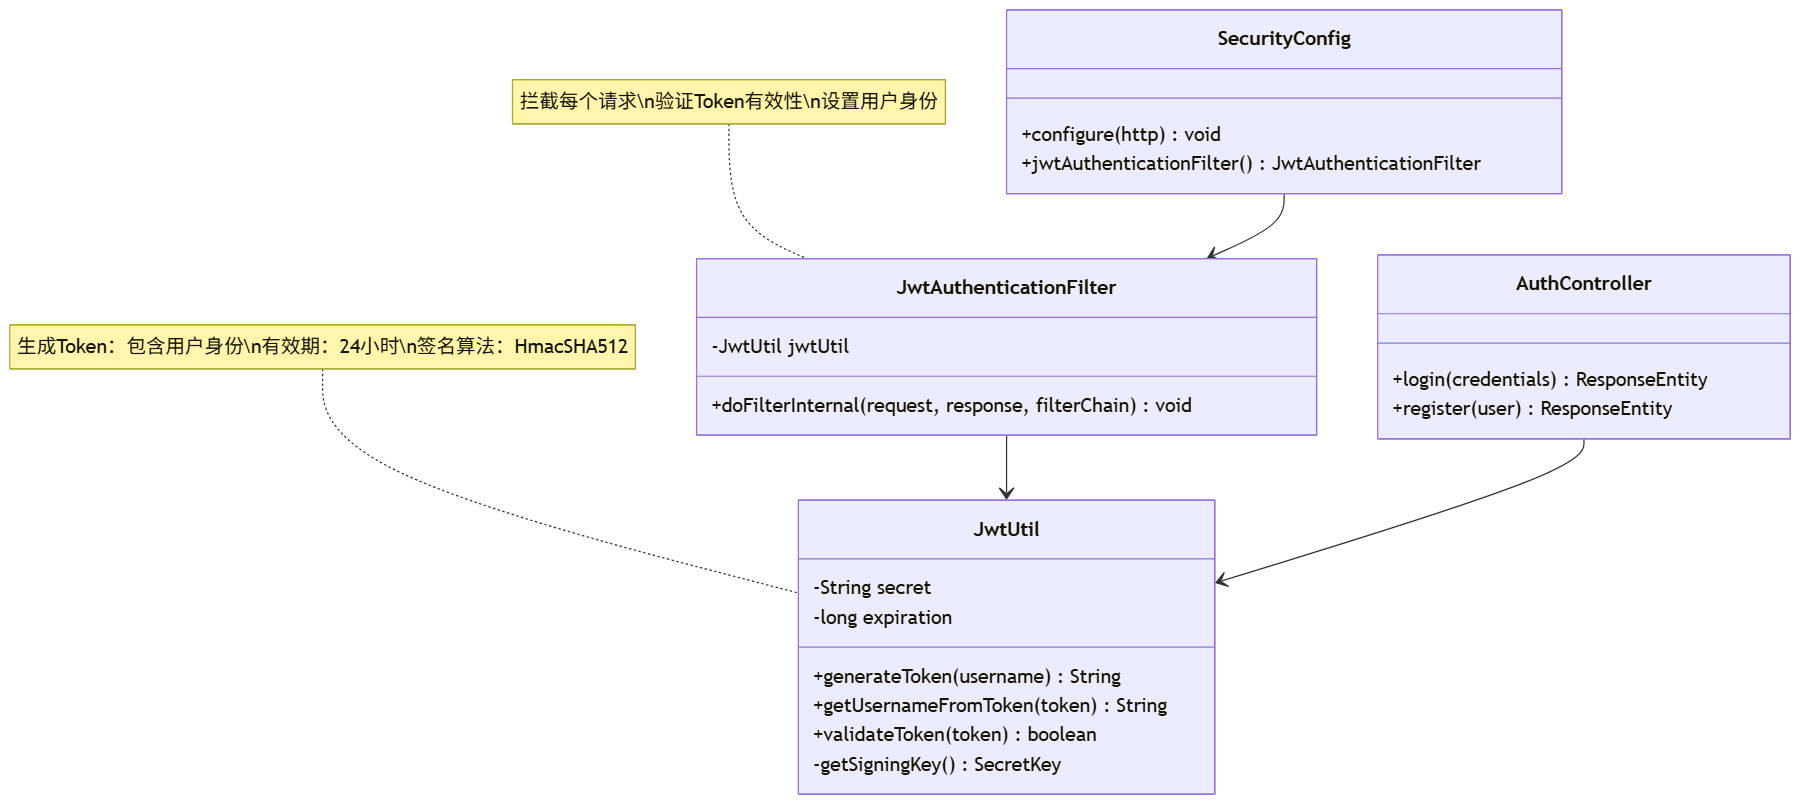 SecurityConfig
+configure(http) : void
+jwtAuthenticationFilter() : JwtAuthenticationFilter
拦截每个请求\n验证Token有效性\n设置用户身份
JwtAuthenticationFilter
-JwtUtil jwtUtil
+doFilterInternal(request, response, filterChain) : void
AuthController
+login(credentials) : ResponseEntity
+register(user) : ResponseEntity
生成Token：包含用户身份\n有效期：24小时\n签名算法：HmacSHA512
JwtUtil
-String secret
-long expiration
+generateToken(username) : String
+getUsernameFromToken(token) : String
+validateToken(token) : boolean
-getSigningKey() : SecretKey